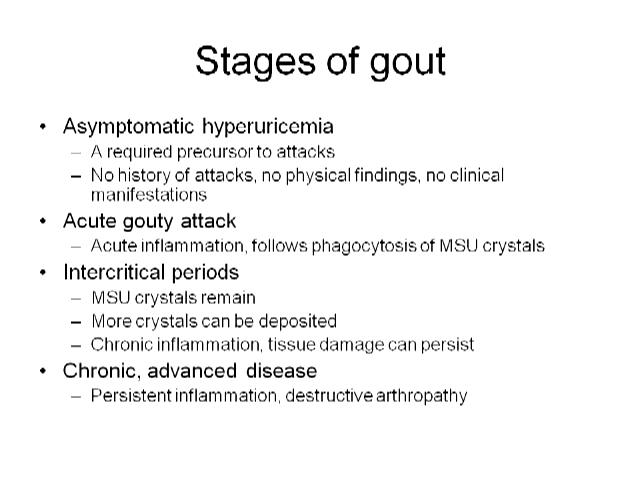 Stages of gout
• Asymptomatic hyperuricemia
– A required precursor to attacks
– No history of attacks, no physical findings, no clinical
manifestations
• Acute gouty attack
– Acute inflammation, follows phagocytosis of MSU crystals
• Intercritical periods
– MSU crystals remain
– More crystals can be deposited
– Chronic inflammation, tissue damage can persist
• Chronic, advanced disease
– Persistent inflammation, destructive arthropathy